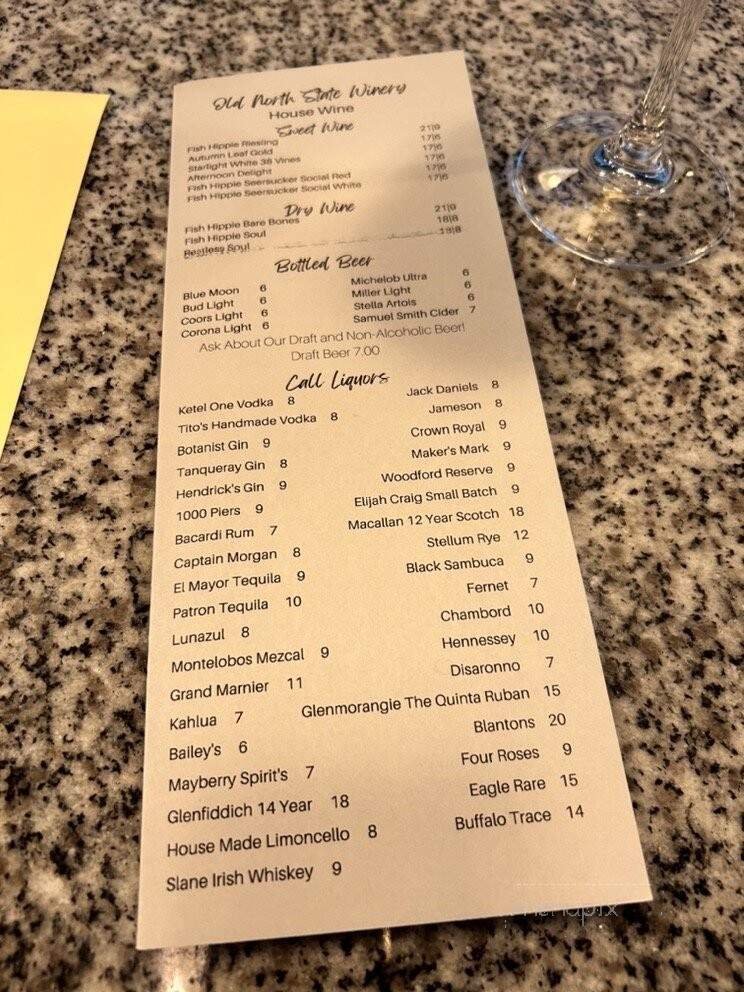 Old North State Winery
House Wine
Sweet Wine
Fish Hippie Riesling 21|9
Autumn Leaf Gold 17|6
Starlight White 38 Vines 17|6
Afternoon Delight 17|6
Fish Hippie Seersucker Social Red 17|6
Fish Hippie Seersucker Social White 17|6
Dry Wine
Fish Hippie Bare Bones 21|9
Fish Hippie Soul 18|8
Restless Soul 18|8
Bottled Beer
Blue Moon 6 Michelob Ultra 6
Bud Light 6 Miller Light 6
Coors Light 6 Stella Artois 6
Corona Light 6 Samuel Smith Cider 7
Ask About Our Draft and Non-Alcoholic Beer!
Draft Beer 7.00
Call Liquors
Ketel One Vodka 8 Jack Daniels 8
Tito's Handmade Vodka 8 Jameson 8
Botanist Gin 9 Crown Royal 9
Tanqueray Gin 8 Maker's Mark 9
Hendrick's Gin 9 Woodford Reserve 9
1000 Piers 9 Elijah Craig Small Batch 9
Bacardi Rum 7 Macallan 12 Year Scotch 18
Captain Morgan 8 Stellum Rye 12
El Mayor Tequila 9 Black Sambuca 9
Patron Tequila 10 Fernet 7
Lunazul 8 Chambord 10
Montelobos Mezcal 9 Hennessey 10
Grand Marnier 11 Disaronno 7
Kahlua 7 Glenmorangie The Quinta Ruban 15
Bailey's 6 Blantons 20
Mayberry Spirit's 7 Four Roses 9
Glenfiddich 14 Year 18 Eagle Rare 15
House Made Limoncello 8 Buffalo Trace 14
Slane Irish Whiskey 9